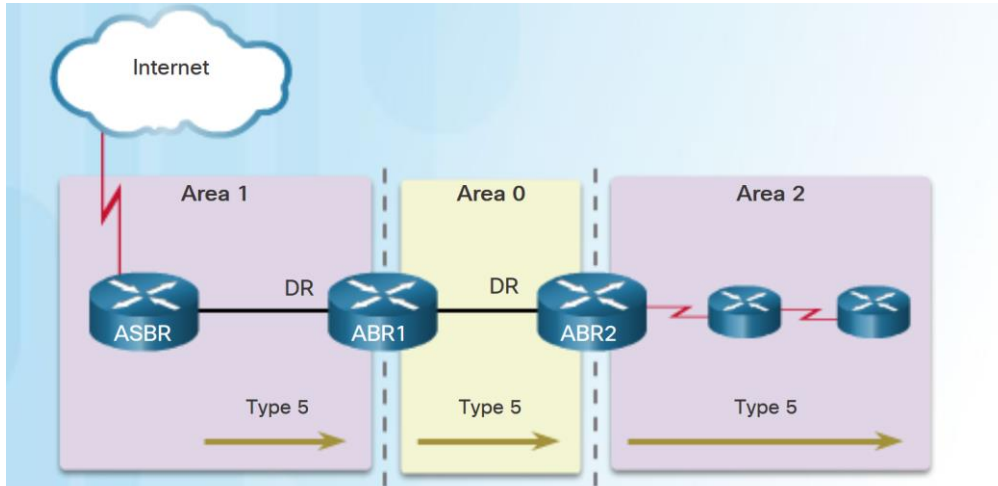 Internet
Area 1
Area 0
Area 2
DR
DR
ASBR
ABR1
ABR2
Type 5
Type 5
Type 5